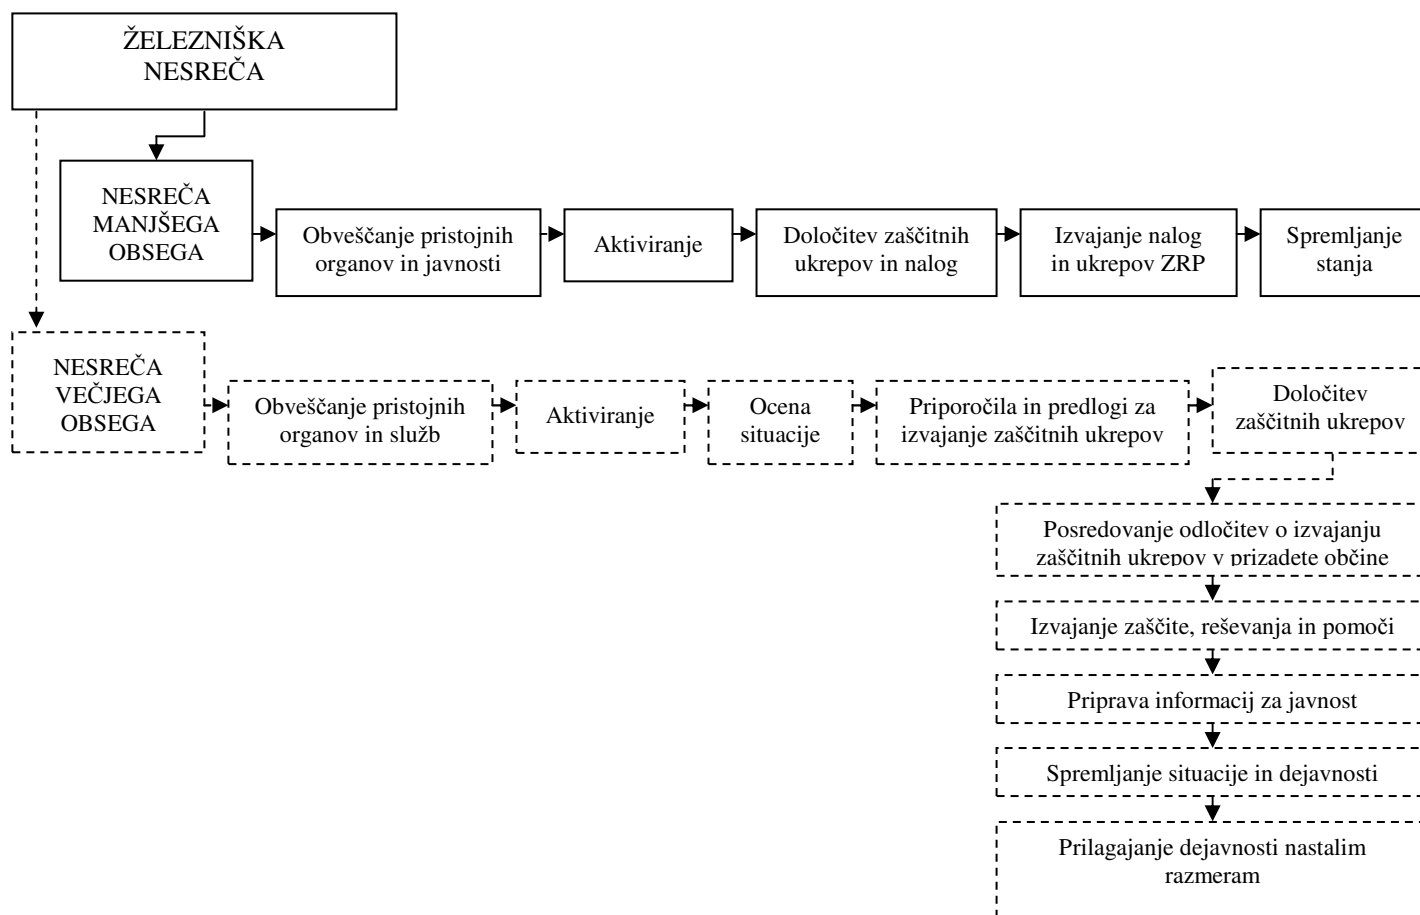 ŽELEZNIŠKA
NESREČA
NESREČA
MANJŠEGA
OBSEGA
Obveščanje pristojnih
organov in javnosti
Aktiviranje
Določitev zaščitnih
ukrepov in nalog
Izvajanje nalog
in ukrepov ZRP
Spremljanje
stanja
NESREČA
VEČJEGA
OBSEGA
Obveščanje pristojnih
organov in služb
Aktiviranje
Ocena
situacije
Priporočila in predlogi za
izvajanje zaščitnih ukrepov
Določitev
zaščitnih ukrepov
Posredovanje odločitev o izvajanju
zaščitnih ukrepov v prizadete občine
Izvajanje zaščite, reševanja in pomoči
Priprava informacij za javnost
Spremljanje situacije in dejavnosti
Prilagajanje dejavnosti nastalim
razmeram